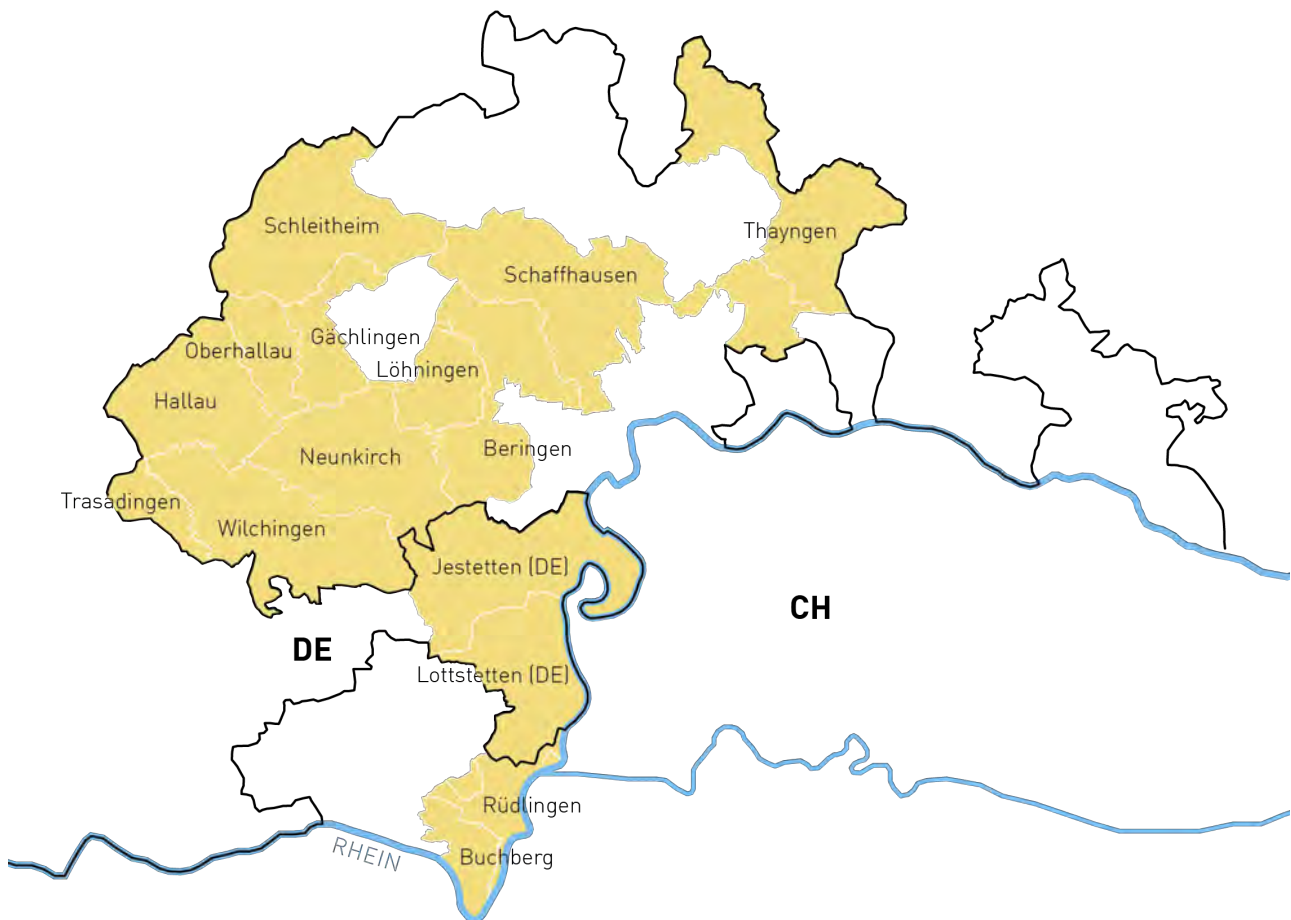 Schleitheim
Thayngen
Schaffhausen
Gächlingen
Oberhallau
Löhningen
Hallau
Beringen
Neunkirch
Trasadingen
Wilchingen
Jestetten (DE)
CH
DE
Lottstetten (DE)
Rüdlingen
RHEIN
Buchberg